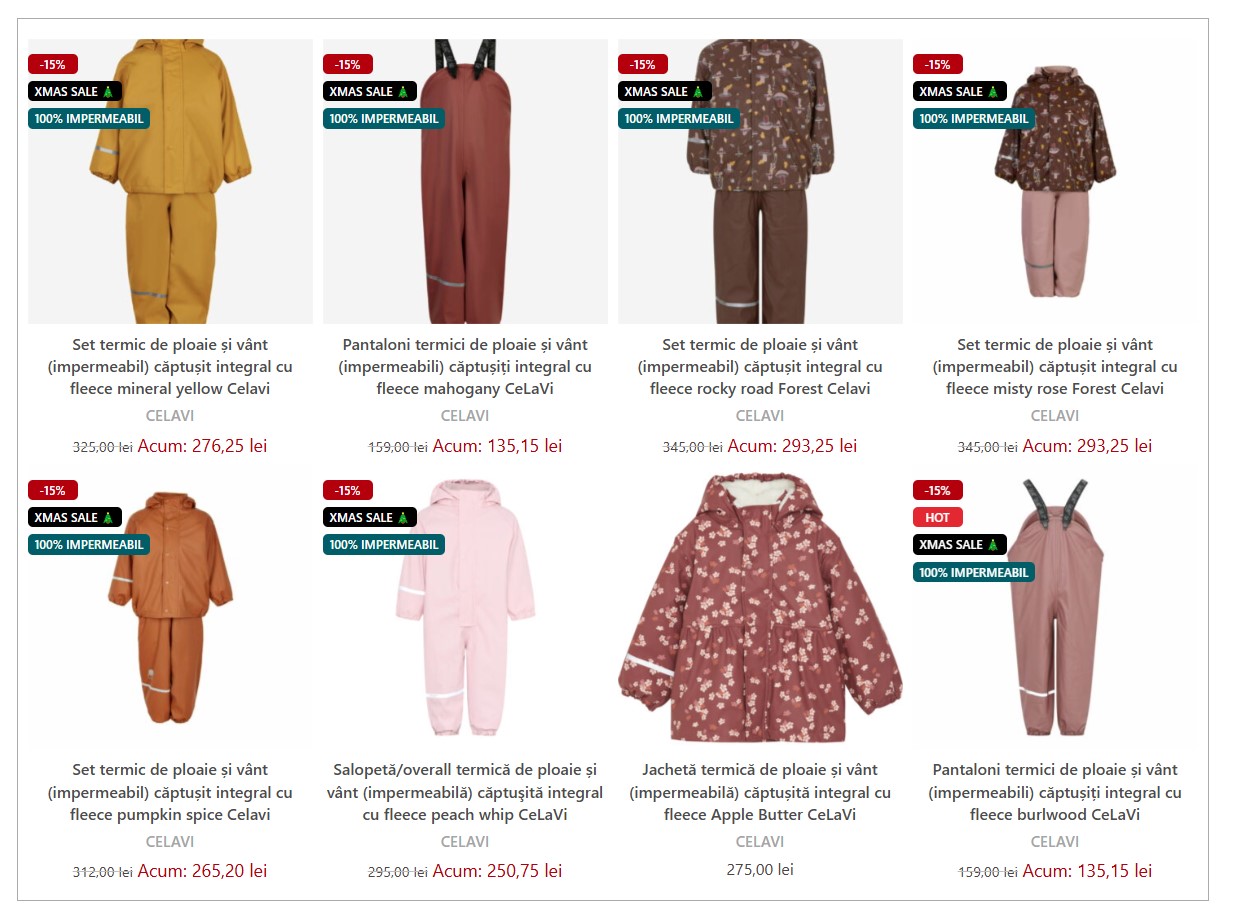 -15%
XMAS SALE
100% IMPERMEABIL
Set termic de ploaie și vânt
(impermeabil) căptușit integral cu
fleece mineral yellow Celavi
CELAVI
325,00 lei Acum: 276,25 lei
-15%
XMAS SALE
100% IMPERMEABIL
Pantaloni termici de ploaie și vânt
(impermeabili) căptușiți integral cu
fleece mahogany CeLaVi
CELAVI
159,00 lei Acum: 135,15 lei
-15%
XMAS SALE
100% IMPERMEABIL
Set termic de ploaie și vânt
(impermeabil) căptușit integral cu
fleece rocky road Forest Celavi
CELAVI
345,00 lei Acum: 293,25 lei
-15%
XMAS SALE
100% IMPERMEABIL
Set termic de ploaie și vânt
(impermeabil) căptușit integral cu
fleece misty rose Forest Celavi
CELAVI
345,00 lei Acum: 293,25 lei
-15%
XMAS SALE
100% IMPERMEABIL
Set termic de ploaie și vânt
(impermeabil) căptușit integral cu
fleece pumpkin spice Celavi
CELAVI
312,00 lei Acum: 265,20 lei
-15%
XMAS SALE
100% IMPERMEABIL
Salopetă/overall termică de ploaie și
vânt (impermeabilă) căptuşită integral
cu fleece peach whip CeLaVi
CELAVI
295,00 lei Acum: 250,75 lei
Jachetă termică de ploaie și vânt
(impermeabilă) căptușită integral cu
fleece Apple Butter CeLaVi
CELAVI
275,00 lei
-15%
HOT
XMAS SALE
100% IMPERMEABIL
Pantaloni termici de ploaie și vânt
(impermeabili) căptușiți integral cu
fleece burlwood CeLaVi
CELAVI
159,00 lei Acum: 135,15 lei